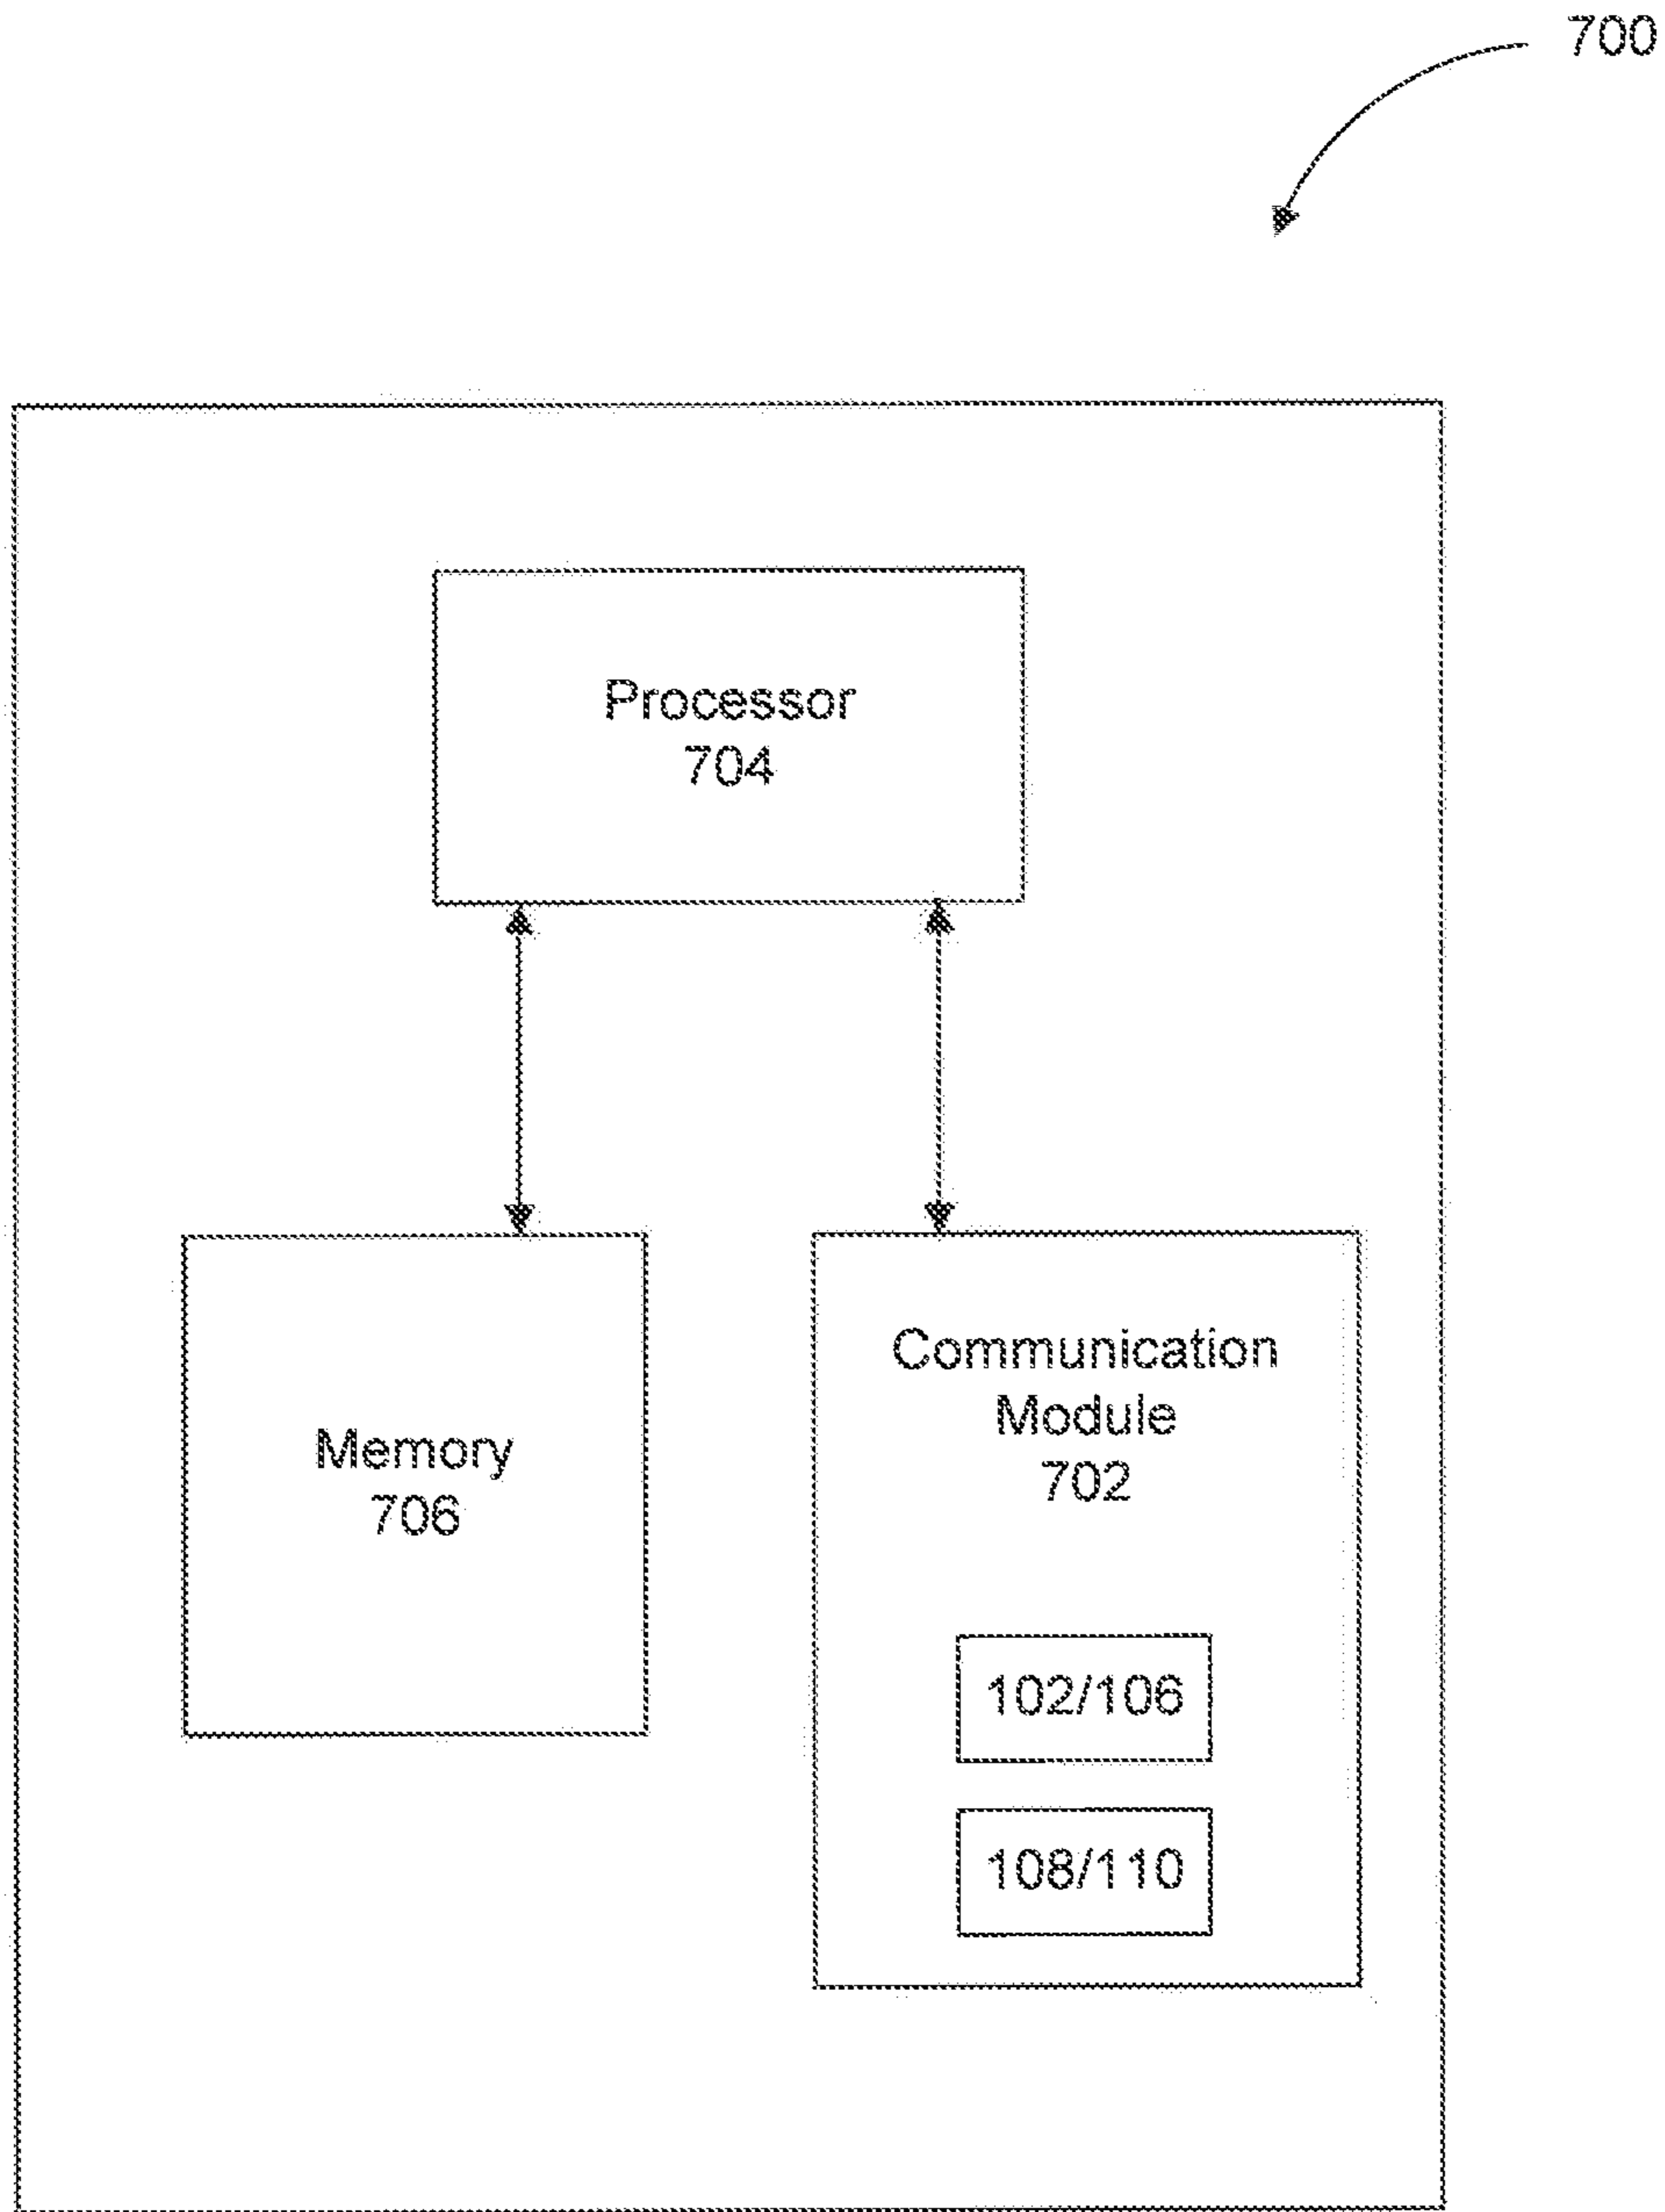 700
Processor
704
Memory
706
Communication
Module
702
102/106
108/110